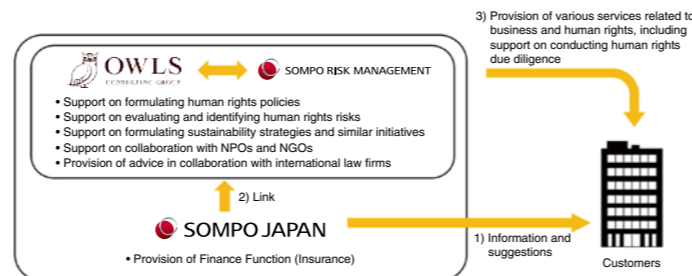 3) Provision of various services related to
business and human rights, including
support on conducting human rights
due diligence
OWLS
CONSULTING GROUP
SOMPO RISK MANAGEMENT
• Support on formulating human rights policies
• Support on evaluating and identifying human rights risks
• Support on formulating sustainability strategies and similar initiatives
• Support on collaboration with NPOs and NGOs
• Provision of advice in collaboration with international law firms
2) Link
SOMPO JAPAN
• Provision of Finance Function (Insurance)
1) Information and
suggestions
Customers